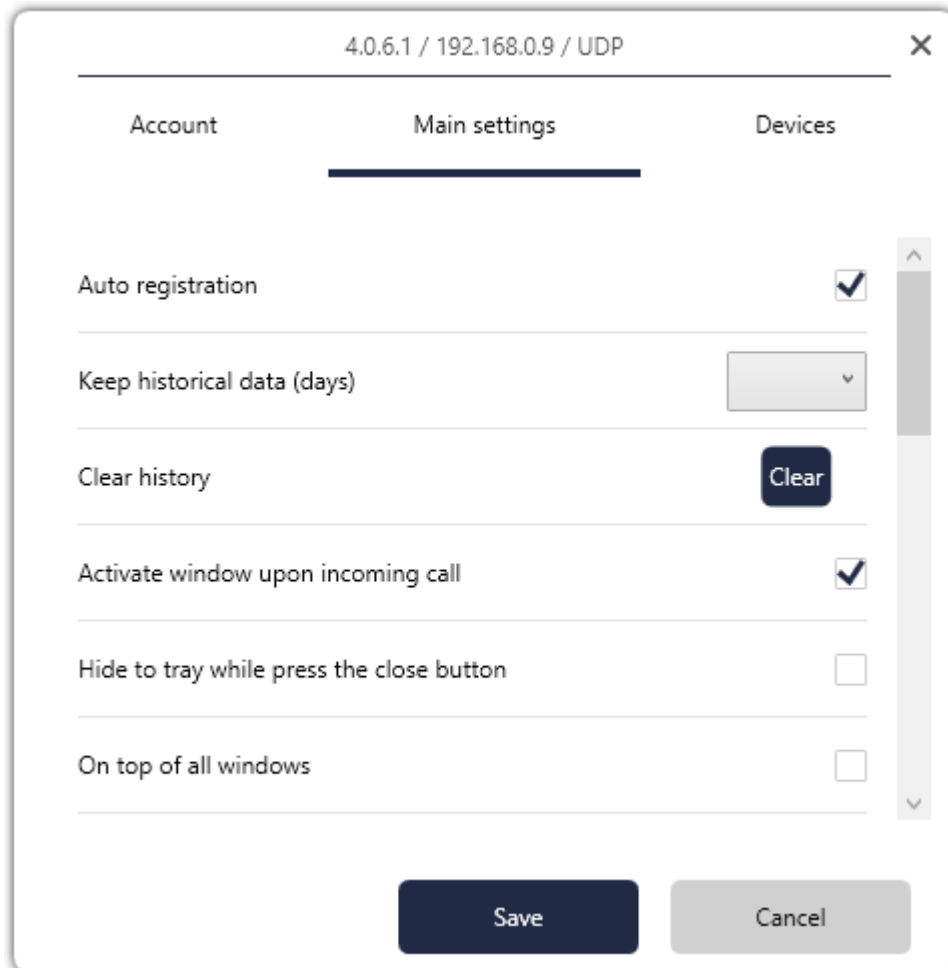 4.0.6.1 / 192.168.0.9 / UDP
Account Main settings Devices
Auto registration
Keep historical data (days)
Clear history Clear
Activate window upon incoming call
Hide to tray while press the close button
On top of all windows
Save Cancel